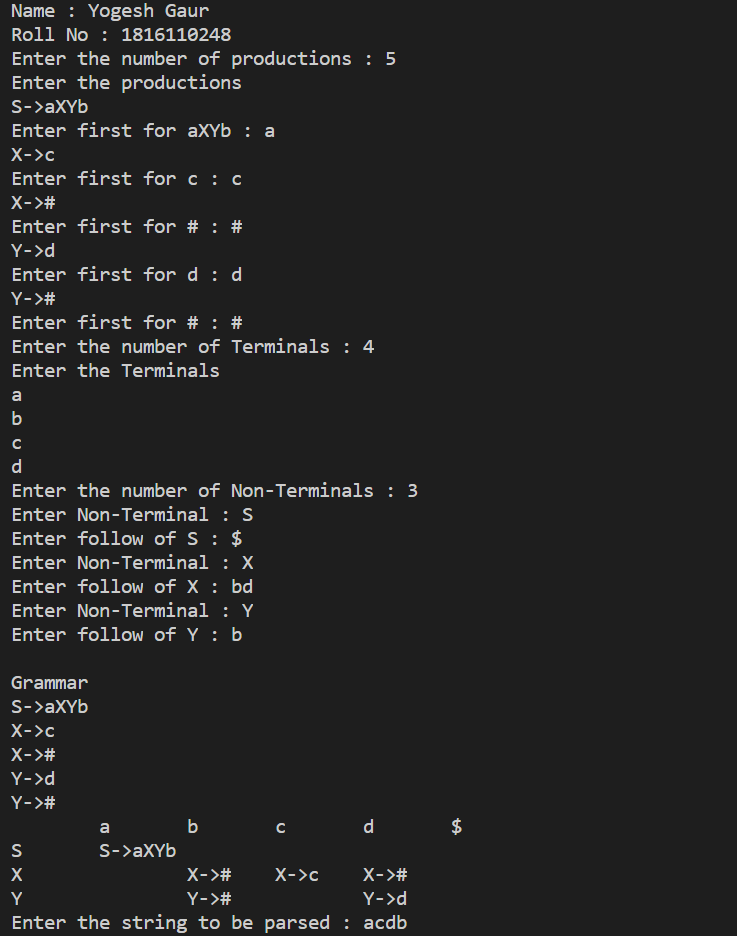 Name : Yogesh Gaur
Roll No : 1816110248
Enter the number of productions : 5
Enter the productions
S->aXYb
Enter first for aXYb : a
X->c
Enter first for c : c
X->#
Enter first for # : #
Y->d
Enter first for d : d
Y->#
Enter first for # : #
Enter the number of Terminals : 4
Enter the Terminals
a
b
c
d
Enter the number of Non-Terminals : 3
Enter Non-Terminal : S
Enter follow of S : $
Enter Non-Terminal : X
Enter follow of X : bd
Enter Non-Terminal : Y
Enter follow of Y : b

Grammar
S->aXYb
X->c
X->#
Y->d
Y->#
        a       b       c       d       $
S       S->aXYb
X               X->#    X->c    X->#
Y               Y->#            Y->d
Enter the string to be parsed : acdb